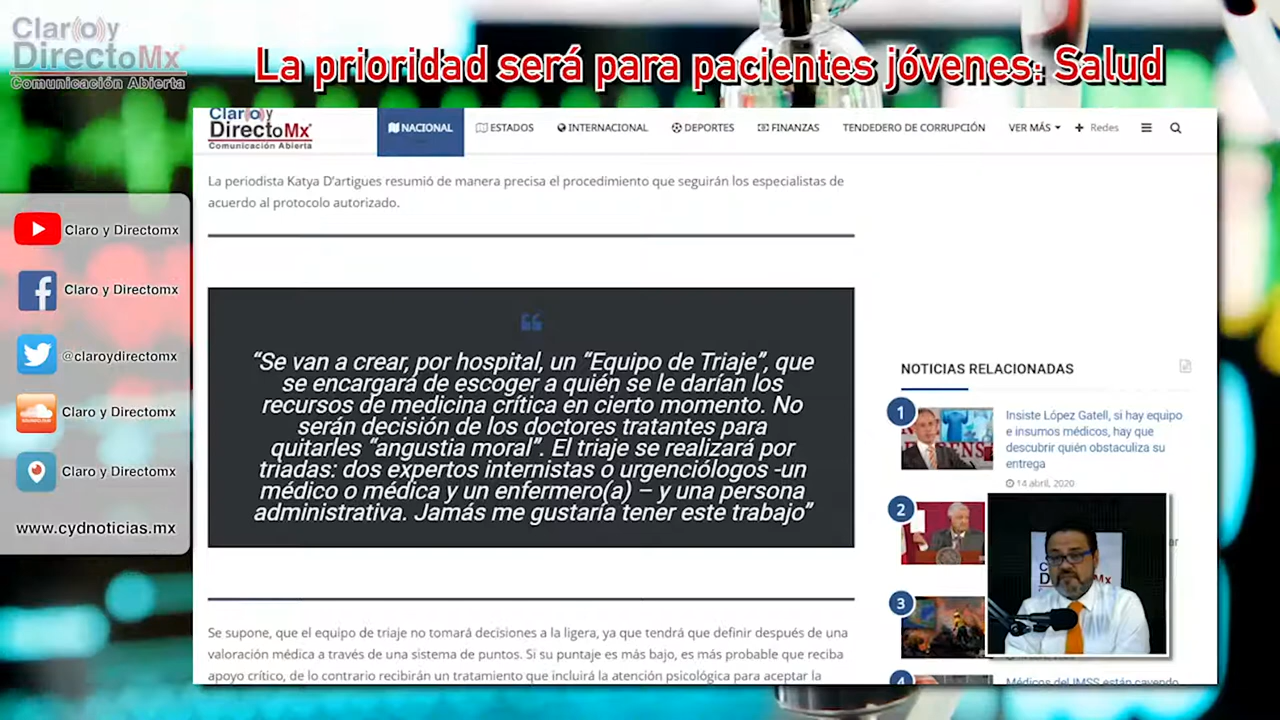 Claro y
DirectoMx
Comunicación Abierta
La prioridad será para pacientes jóvenes: Salud
Claro y
DirectoMx
Comunicación Abierta
NACIONAL
ESTADOS
INTERNACIONAL
DEPORTES
FINANZAS
TENDEDERO DE CORRUPCIÓN
VER MÁS
Redes
La periodista Katya D'artigues resumió de manera precisa el procedimiento que seguirán los especialistas de
acuerdo al protocolo autorizado.
Claro y Directomx
Claro y Directomx
@claroydirectomx
Claro y Directomx
Claro y Directomx
www.cydnoticias.mx
“Se van a crear, por hospital, un “Equipo de Triaje”, que
se encargará de escoger a quién se le darían los
recursos de medicina crítica en cierto momento. No
serán decisión de los doctores tratantes para
quitarles “angustia moral”. El triaje se realizará por
triadas: dos expertos internistas o urgenciólogos -un
médico o médica y un enfermero(a) – y una persona
administrativa. Jamás me gustaría tener este trabajo”
Se supone, que el equipo de triaje no tomará decisiones a la ligera, ya que tendrá que definir después de una
valoración médica a través de una sistema de puntos. Si su puntaje es más bajo, es más probable que reciba
apoyo crítico, de lo contrario recibirán un tratamiento que incluirá la atención psicológica para aceptar la
NOTICIAS RELACIONADAS
1
Insiste López Gatell, si hay equipo
e insumos médicos, hay que
descubrir quién obstaculiza su
entrega
14 abril, 2020
2
3
4
Médicos del IMSS están cayendo